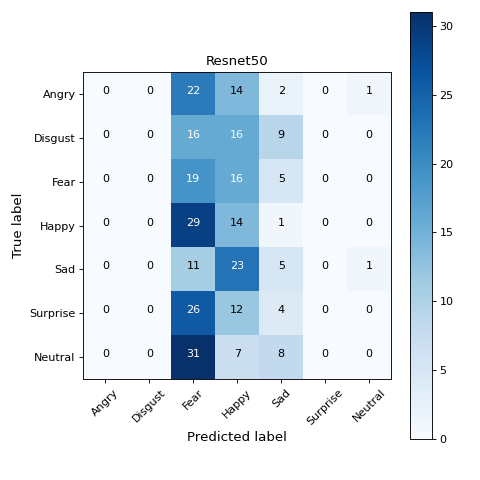 Resnet50
True label
Angry 0 0 22 14 2 0 1
Disgust 0 0 16 16 9 0 0
Fear 0 0 19 16 5 0 0
Happy 0 0 29 14 1 0 0
Sad 0 0 11 23 5 0 1
Surprise 0 0 26 12 4 0 0
Neutral 0 0 31 7 8 0 0
Angry Disgust Fear Happy Sad Surprise Neutral
Predicted label
30
25
20
15
10
5
0